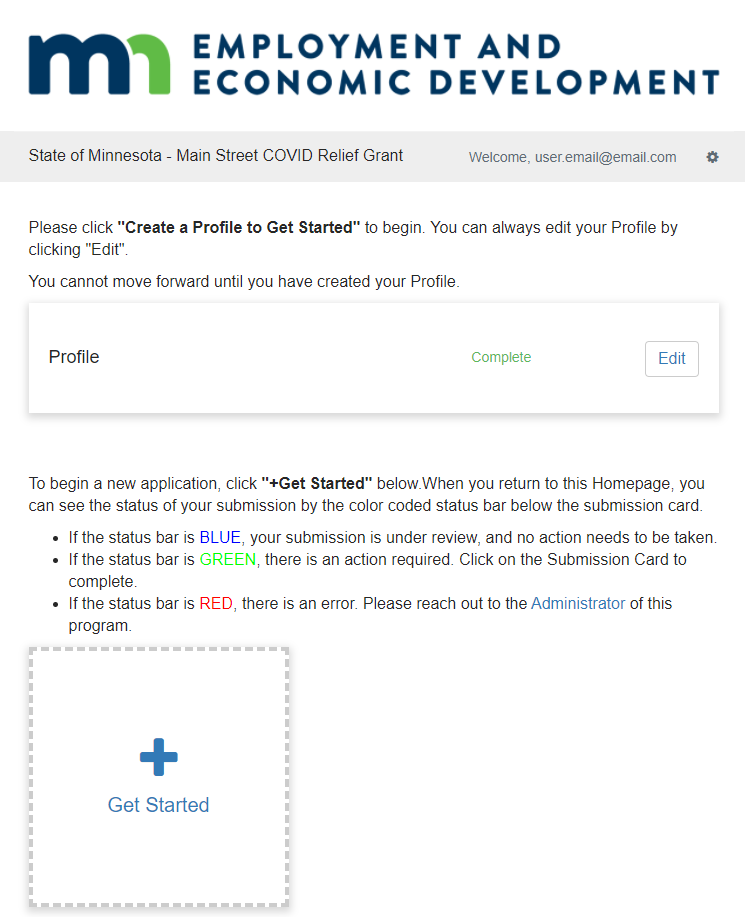 mn EMPLOYMENT AND
ECONOMIC DEVELOPMENT
State of Minnesota - Main Street COVID Relief Grant
Welcome, user.email@email.com
Please click "Create a Profile to Get Started" to begin. You can always edit your Profile by
clicking "Edit".
You cannot move forward until you have created your Profile.
Profile
Complete
Edit
To begin a new application, click "+Get Started" below.When you return to this Homepage, you
can see the status of your submission by the color coded status bar below the submission card.
• If the status bar is BLUE, your submission is under review, and no action needs to be taken.
• If the status bar is GREEN, there is an action required. Click on the Submission Card to
complete.
• If the status bar is RED, there is an error. Please reach out to the Administrator of this
program.
Get Started